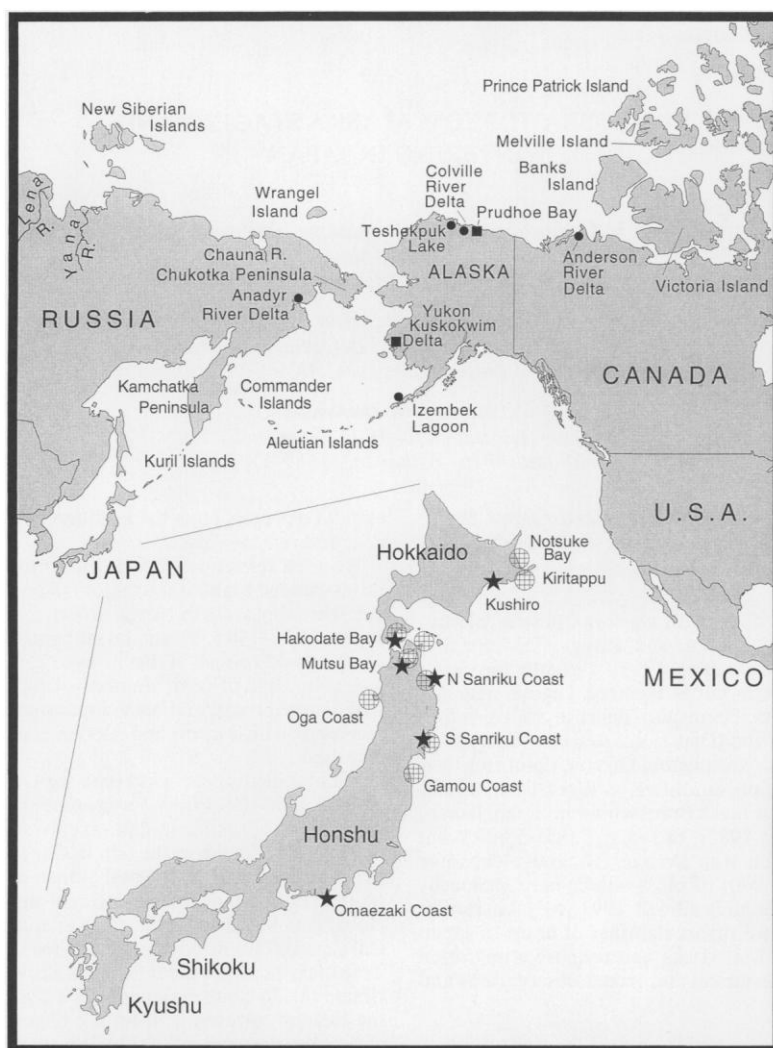 Prince Patrick Island
New Siberian
Islands
Melville Island
Banks
Island
Colville
River
Delta
Wrangel
Island
Prudhoe Bay
Lena
R.
Yana
R.
Teshekpuk
Lake
Chauna R.
Chukotka Peninsula
Anadyr
River Delta
ALASKA
Anderson
River
Delta
Victoria Island
RUSSIA
Yukon
Kuskokwim
Delta
CANADA
Kamchatka
Peninsula
Commander
Islands
Izembek
Lagoon
Aleutian Islands
Kuril Islands
U.S.A.
JAPAN
Hokkaido
Notsuke
Bay
Kiritappu
Kushiro
Hakodate Bay
Mutsu Bay
N Sanriku Coast
MEXICO
Oga Coast
S Sanriku Coast
Gamou Coast
Honshu
Omaezaki Coast
Shikoku
Kyushu